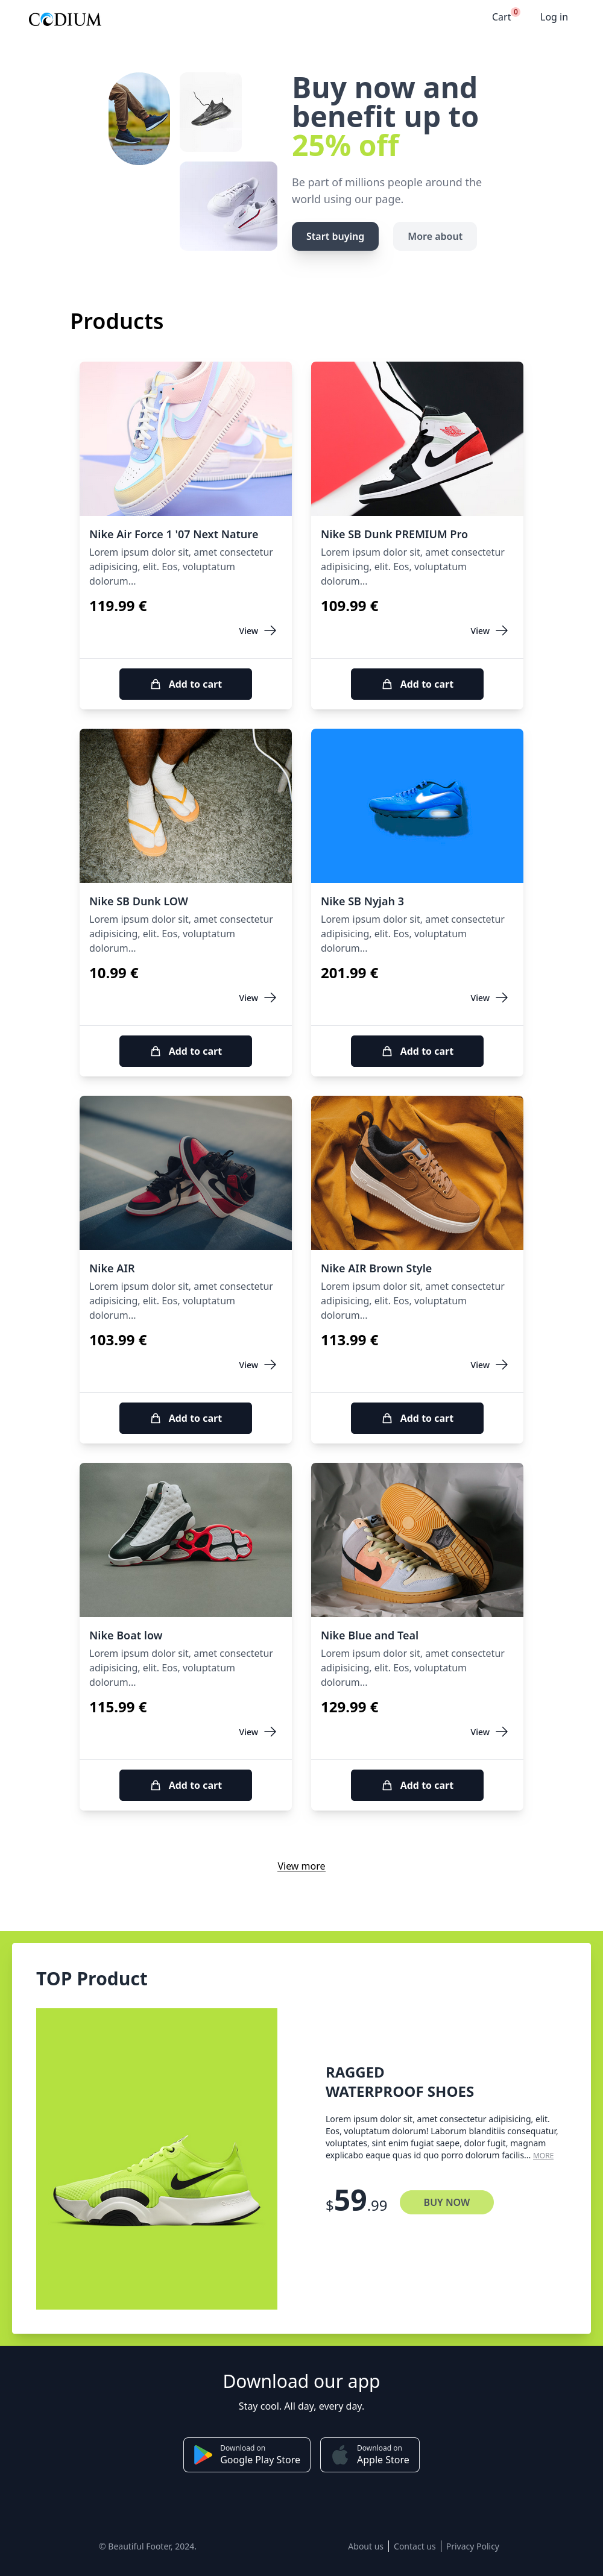 CODIUM
Cart 0
Log in
Buy now and
benefit up to
25% off
Be part of millions people around the
world using our page.
Start buying
More about
Products
Nike Air Force 1 '07 Next Nature
Lorem ipsum dolor sit, amet consectetur
adipisicing, elit. Eos, voluptatum
dolorum...
119.99 €
View
Add to cart
Nike SB Dunk PREMIUM Pro
Lorem ipsum dolor sit, amet consectetur
adipisicing, elit. Eos, voluptatum
dolorum...
109.99 €
View
Add to cart
Nike SB Dunk LOW
Lorem ipsum dolor sit, amet consectetur
adipisicing, elit. Eos, voluptatum
dolorum...
10.99 €
View
Add to cart
Nike SB Nyjah 3
Lorem ipsum dolor sit, amet consectetur
adipisicing, elit. Eos, voluptatum
dolorum...
201.99 €
View
Add to cart
Nike AIR
Lorem ipsum dolor sit, amet consectetur
adipisicing, elit. Eos, voluptatum
dolorum...
103.99 €
View
Add to cart
Nike AIR Brown Style
Lorem ipsum dolor sit, amet consectetur
adipisicing, elit. Eos, voluptatum
dolorum...
113.99 €
View
Add to cart
Nike Boat low
Lorem ipsum dolor sit, amet consectetur
adipisicing, elit. Eos, voluptatum
dolorum...
115.99 €
View
Add to cart
Nike Blue and Teal
Lorem ipsum dolor sit, amet consectetur
adipisicing, elit. Eos, voluptatum
dolorum...
129.99 €
View
Add to cart
View more
TOP Product
RAGGED
WATERPROOF SHOES
Lorem ipsum dolor sit, amet consectetur adipisicing, elit.
Eos, voluptatum dolorum! Laborum blanditiis consequatur,
voluptates, sint enim fugiat saepe, dolor fugit, magnam
explicabo eaque quas id quo porro dolorum facilis... MORE
$59.99
BUY NOW
Download our app
Stay cool. All day, every day.
Download on
Google Play Store
Download on
Apple Store
© Beautiful Footer, 2024.
About us
Contact us
Privacy Policy